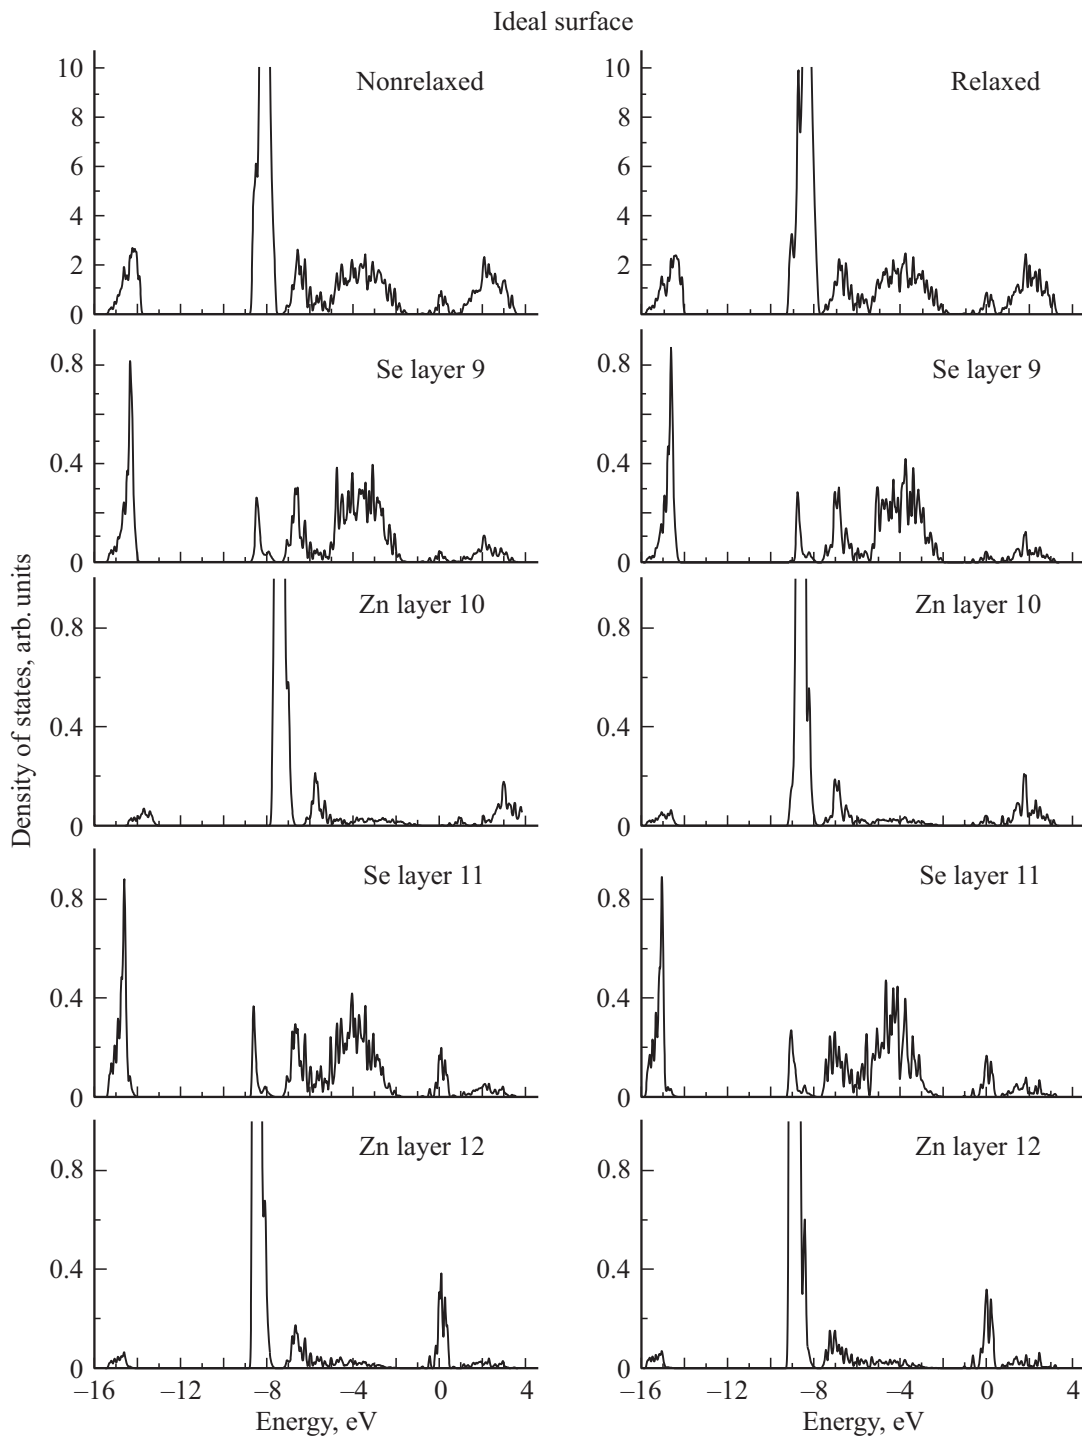 Ideal surface
Nonrelaxed
Relaxed
10
8
6
4
2
0
10
8
6
4
2
0
Se layer 9
Se layer 9
0.8
0.4
0
0.8
0.4
0
Zn layer 10
Zn layer 10
0.8
0.4
0
0.8
0.4
0
Density of states, arb. units
Se layer 11
Se layer 11
0.8
0.4
0
0.8
0.4
0
Zn layer 12
Zn layer 12
0.8
0.4
0
0.8
0.4
0
−16 −12 −8 −4 0 4
−16 −12 −8 −4 0 4
Energy, eV
Energy, eV